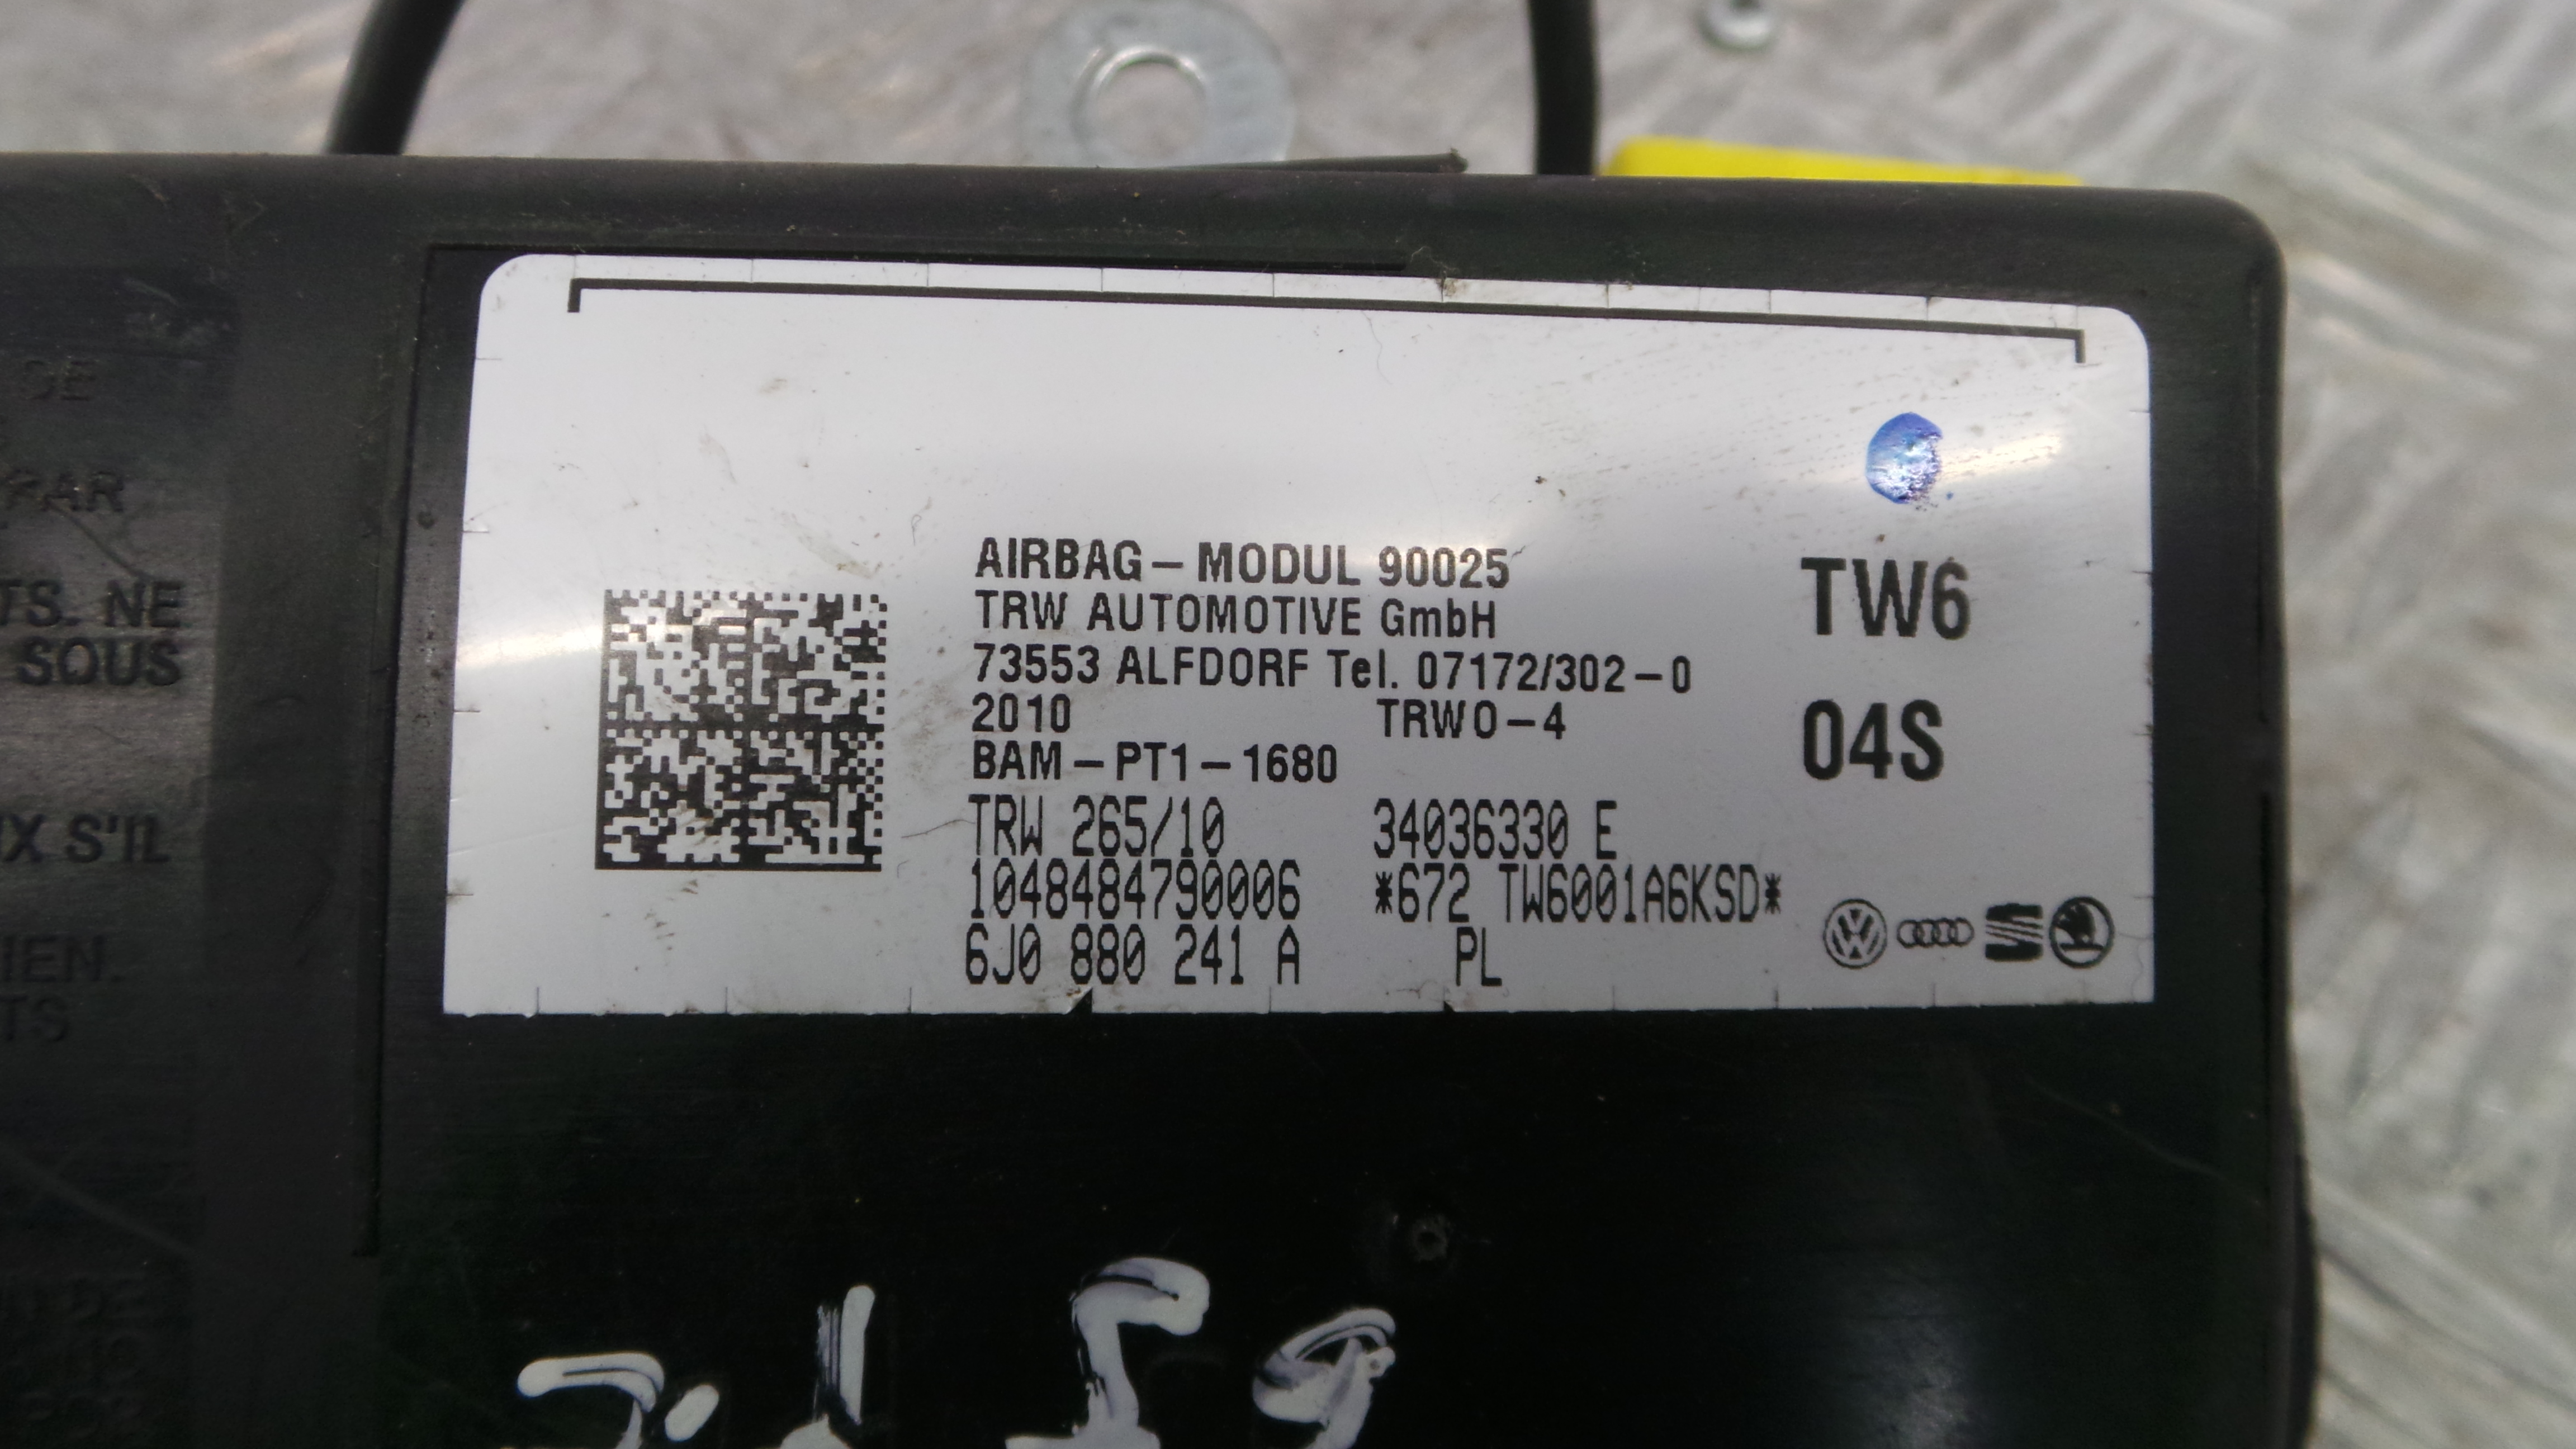 DE
PAR
TS. NE
SOUS
X S'IL
IEN.
TS
DE
AIRBAG – MODUL 90025
TRW AUTOMOTIVE GmbH
73553 ALFDORF Tel. 07172/302 – 0
2010 TRW0 – 4
BAM – PT1 – 1680
TRW 265/10 34036330 E
1048484790006 *672 TW6001A6KSD*
6J0 880 241 A PL
TW6
04S